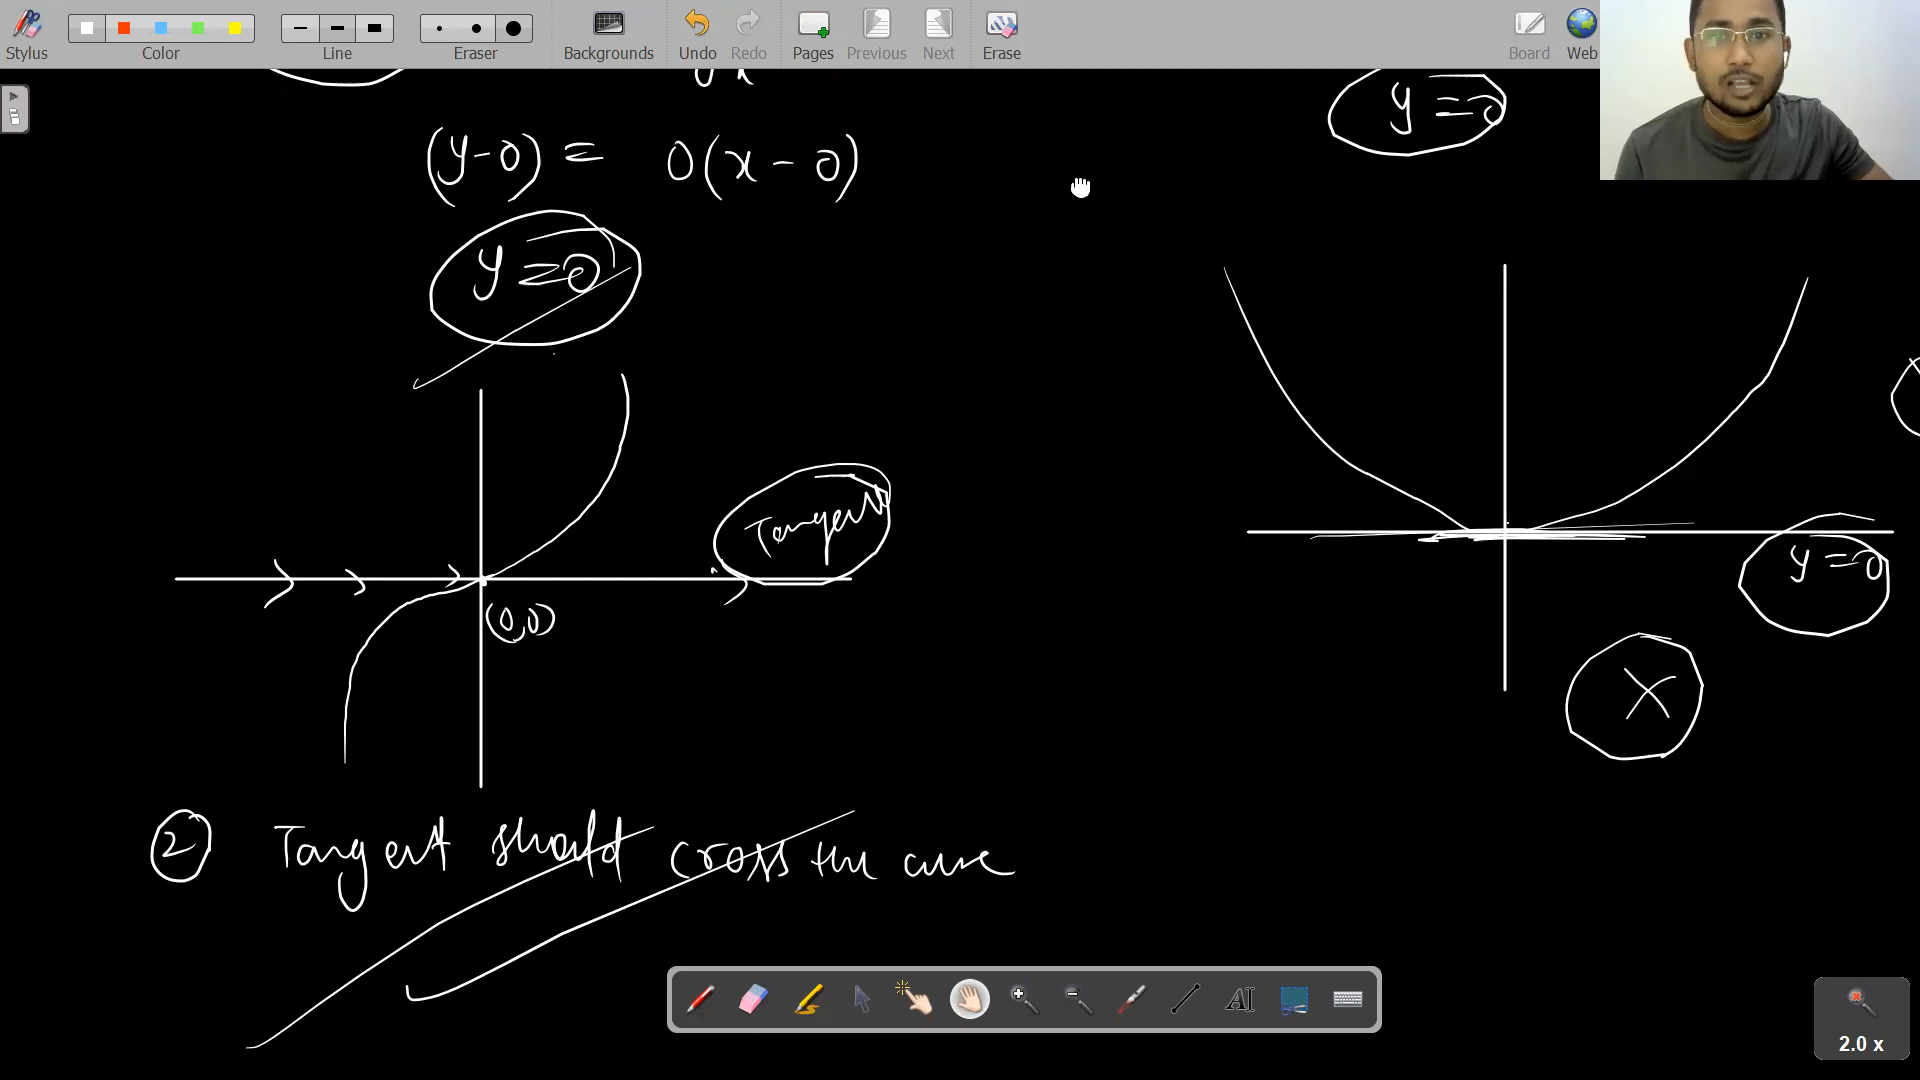 Stylus Color Line Eraser Backgrounds Undo Redo Pages Previous Next Erase Board Web
(y-0) = 0(x-0)
y=0
y=0
Tangent
(0,0)
y=0
X
② Tangent should cross the curve
2.0 x